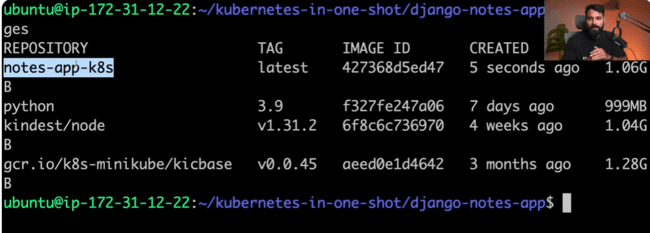 ubuntu@ip-172-31-12-22:~/kubernetes-in-one-shot/django-notes-app
ges
REPOSITORY TAG IMAGE ID CREATED
notes-app-k8s latest 427368d5ed47 5 seconds ago 1.06G
B
python 3.9 f327fe247a06 7 days ago 999MB
kindest/node v1.31.2 6f8c6c736970 4 weeks ago 1.04G
B
gcr.io/k8s-minikube/kicbase v0.0.45 aeed0e1d4642 3 months ago 1.28G
B
ubuntu@ip-172-31-12-22:~/kubernetes-in-one-shot/django-notes-app$